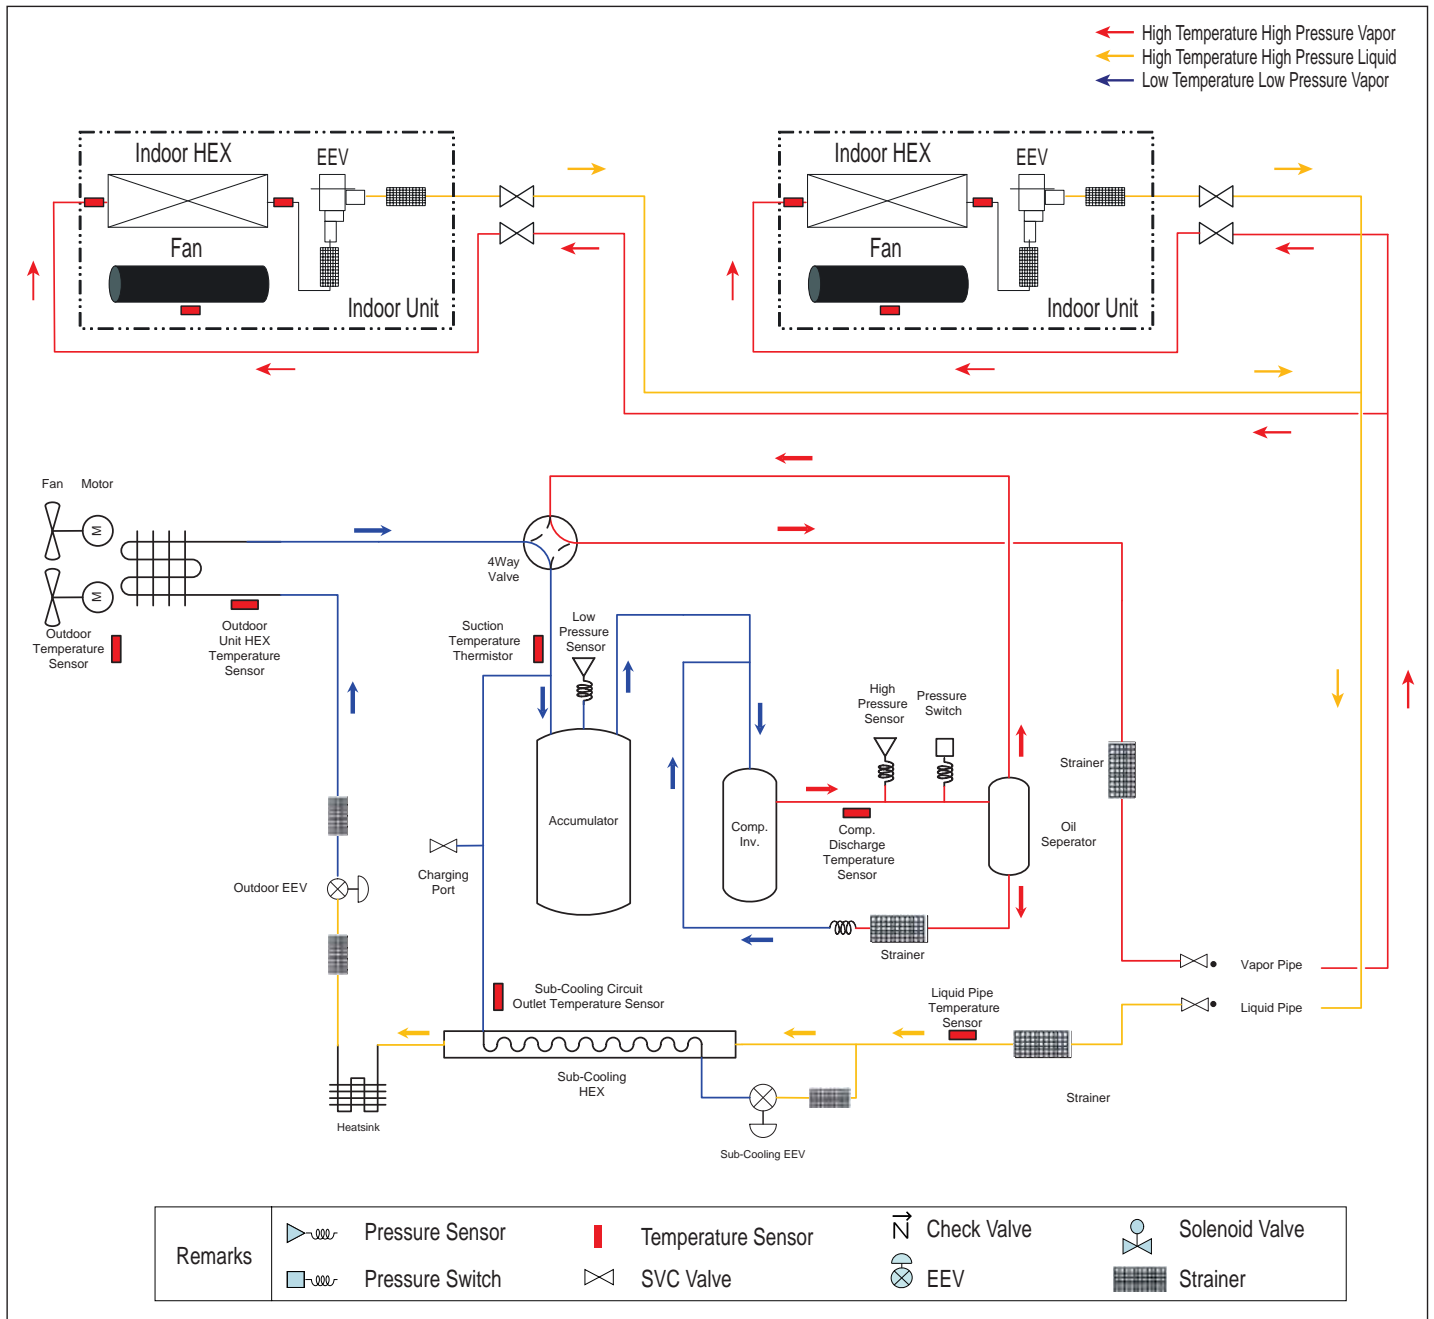 High Temperature High Pressure Vapor
High Temperature High Pressure Liquid
Low Temperature Low Pressure Vapor
Indoor HEX
EEV
Fan
Indoor Unit
Indoor HEX
EEV
Fan
Indoor Unit
Fan
Motor
M
M
Outdoor
Temperature
Sensor
Outdoor
Unit HEX
Temperature
Sensor
4Way
Valve
Suction
Temperature
Thermistor
Low
Pressure
Sensor
High
Pressure
Sensor
Pressure
Switch
Strainer
Accumulator
Comp.
Inv.
Comp.
Discharge
Temperature
Sensor
Oil
Seperator
Charging
Port
Outdoor EEV
Strainer
Vapor Pipe
Liquid Pipe
Sub-Cooling Circuit
Outlet Temperature Sensor
Liquid Pipe
Temperature
Sensor
Sub-Cooling
HEX
Strainer
Heatsink
Sub-Cooling EEV
Remarks
Pressure Sensor
Temperature Sensor
N
Check Valve
Solenoid Valve
Pressure Switch
SVC Valve
EEV
Strainer